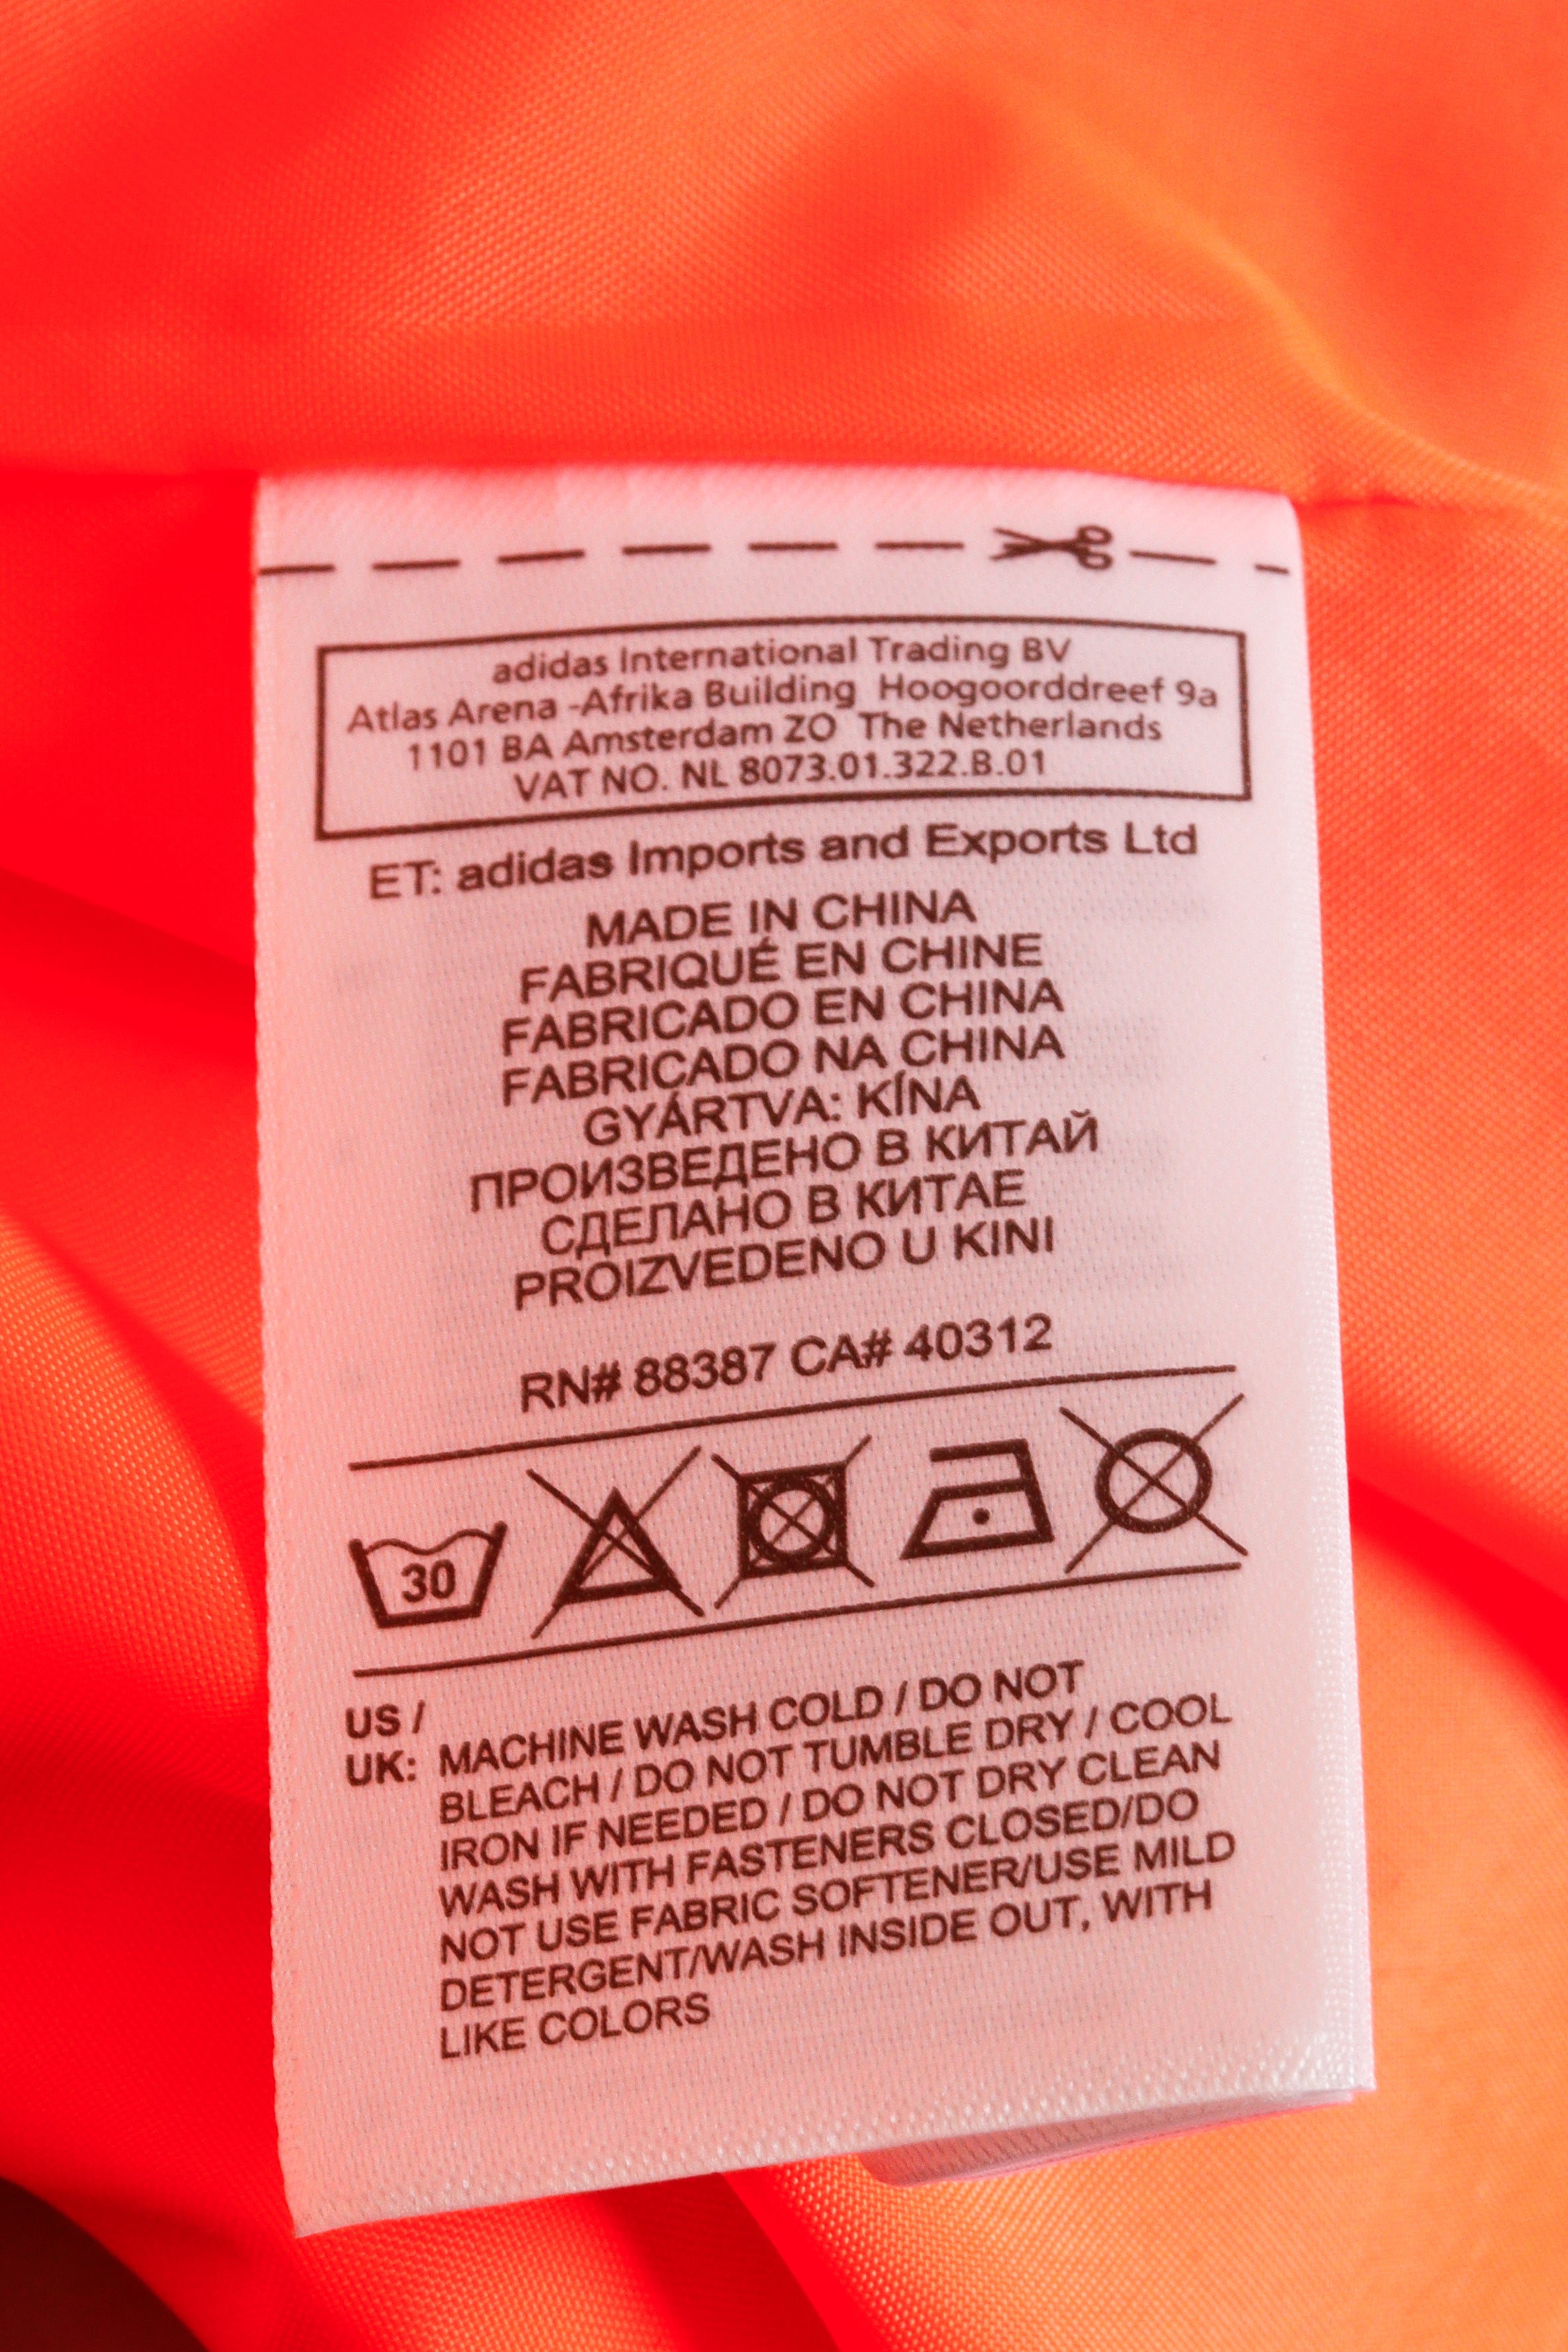 adidas International Trading BV
Atlas Arena -Afrika Building Hoogoorddreef 9a
1101 BA Amsterdam ZO The Netherlands
VAT NO. NL 8073.01.322.B.01
ET: adidas Imports and Exports Ltd
MADE IN CHINA
FABRIQUÉ EN CHINE
FABRICADO EN CHINA
FABRICADO NA CHINA
GYÁRTVA: KÍNA
ПРОИЗВЕДЕНО В КИТАЙ
СДЕЛАНО В КИТАЕ
PROIZVEDENO U KINI
RN# 88387 CA# 40312
30
US /
UK: MACHINE WASH COLD / DO NOT
BLEACH / DO NOT TUMBLE DRY / COOL
IRON IF NEEDED / DO NOT DRY CLEAN
WASH WITH FASTENERS CLOSED/DO
NOT USE FABRIC SOFTENER/USE MILD
DETERGENT/WASH INSIDE OUT, WITH
LIKE COLORS